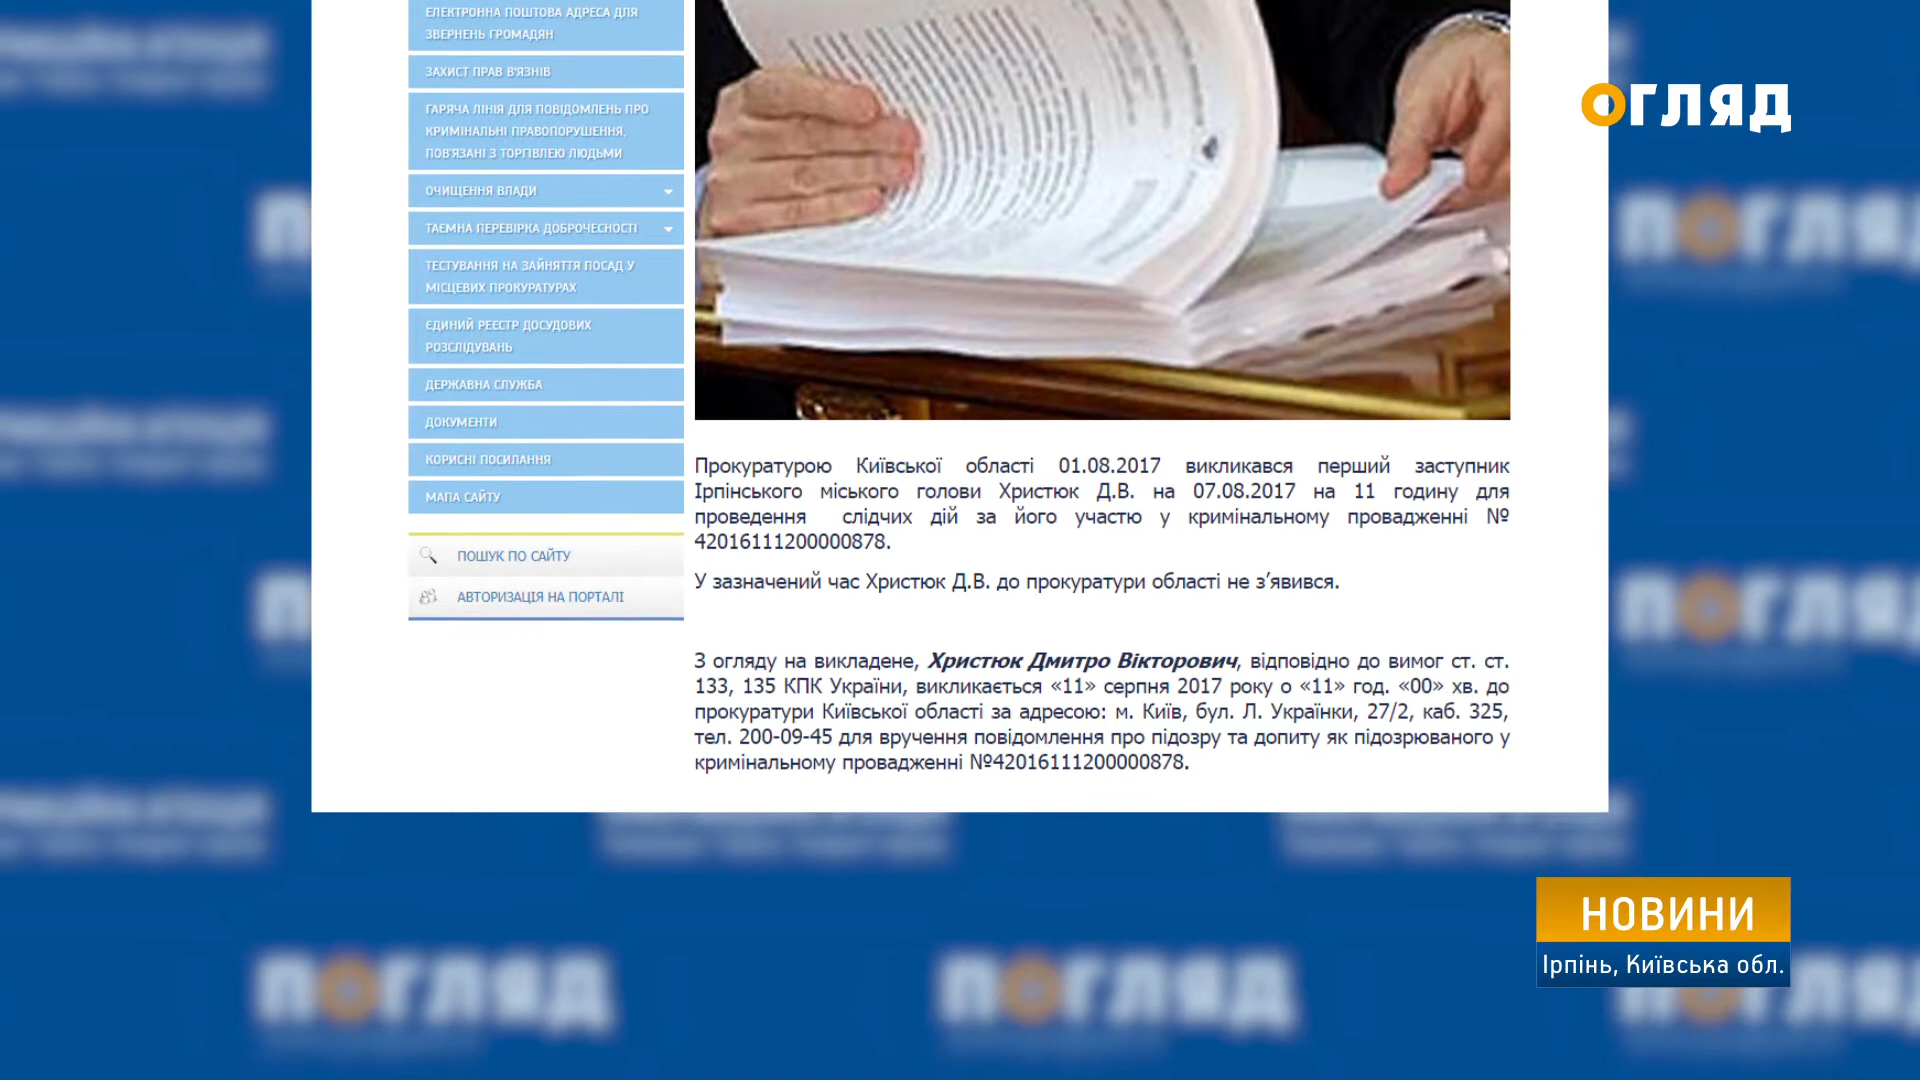 ЕЛЕКТРОННА ПОШТОВА АДРЕСА ДЛЯ
ЗВЕРНЕНЬ ГРОМАДЯН
ЗАХИСТ ПРАВ В'ЯЗНІВ
ГАРЯЧА ЛІНІЯ ДЛЯ ПОВІДОМЛЕНЬ ПРО
КРИМІНАЛЬНІ ПРАВОПОРУШЕННЯ,
ПОВ'ЯЗАНІ З ТОРГІВЛЕЮ ЛЮДЬМИ
ОЧИЩЕННЯ ВЛАДИ
ТАЄМНА ПЕРЕВІРКА ДОБРОЧЕСНОСТІ
ТЕСТУВАННЯ НА ЗАЙНЯТТЯ ПОСАД У
МІСЦЕВИХ ПРОКУРАТУРАХ
ЄДИНИЙ РЕЄСТР ДОСУДОВИХ
РОЗСЛІДУВАНЬ
ДЕРЖАВНА СЛУЖБА
ДОКУМЕНТИ
КОРИСНІ ПОСИЛАННЯ
МАПА САЙТУ
ПОШУК ПО САЙТУ
АВТОРИЗАЦІЯ НА ПОРТАЛІ
Прокуратурою Київської області 01.08.2017 викликався перший заступник
Ірпінського міського голови Христюк Д.В. на 07.08.2017 на 11 годину для
проведення слідчих дій за його участю у кримінальному провадженні №
42016111200000878.
У зазначений час Христюк Д.В. до прокуратури області не з’явився.
З огляду на викладене, Христюк Дмитро Вікторович, відповідно до вимог ст. ст.
133, 135 КПК України, викликається «11» серпня 2017 року о «11» год. «00» хв. до
прокуратури Київської області за адресою: м. Київ, бул. Л. Українки, 27/2, каб. 325,
тел. 200-09-45 для вручення повідомлення про підозру та допиту як підозрюваного у
кримінальному провадженні №42016111200000878.
ОГЛЯД
ПОГЛЯД
ПОГЛЯД
ПОГЛЯД
ПОГЛЯД
НОВИНИ
Ірпінь, Київська обл.